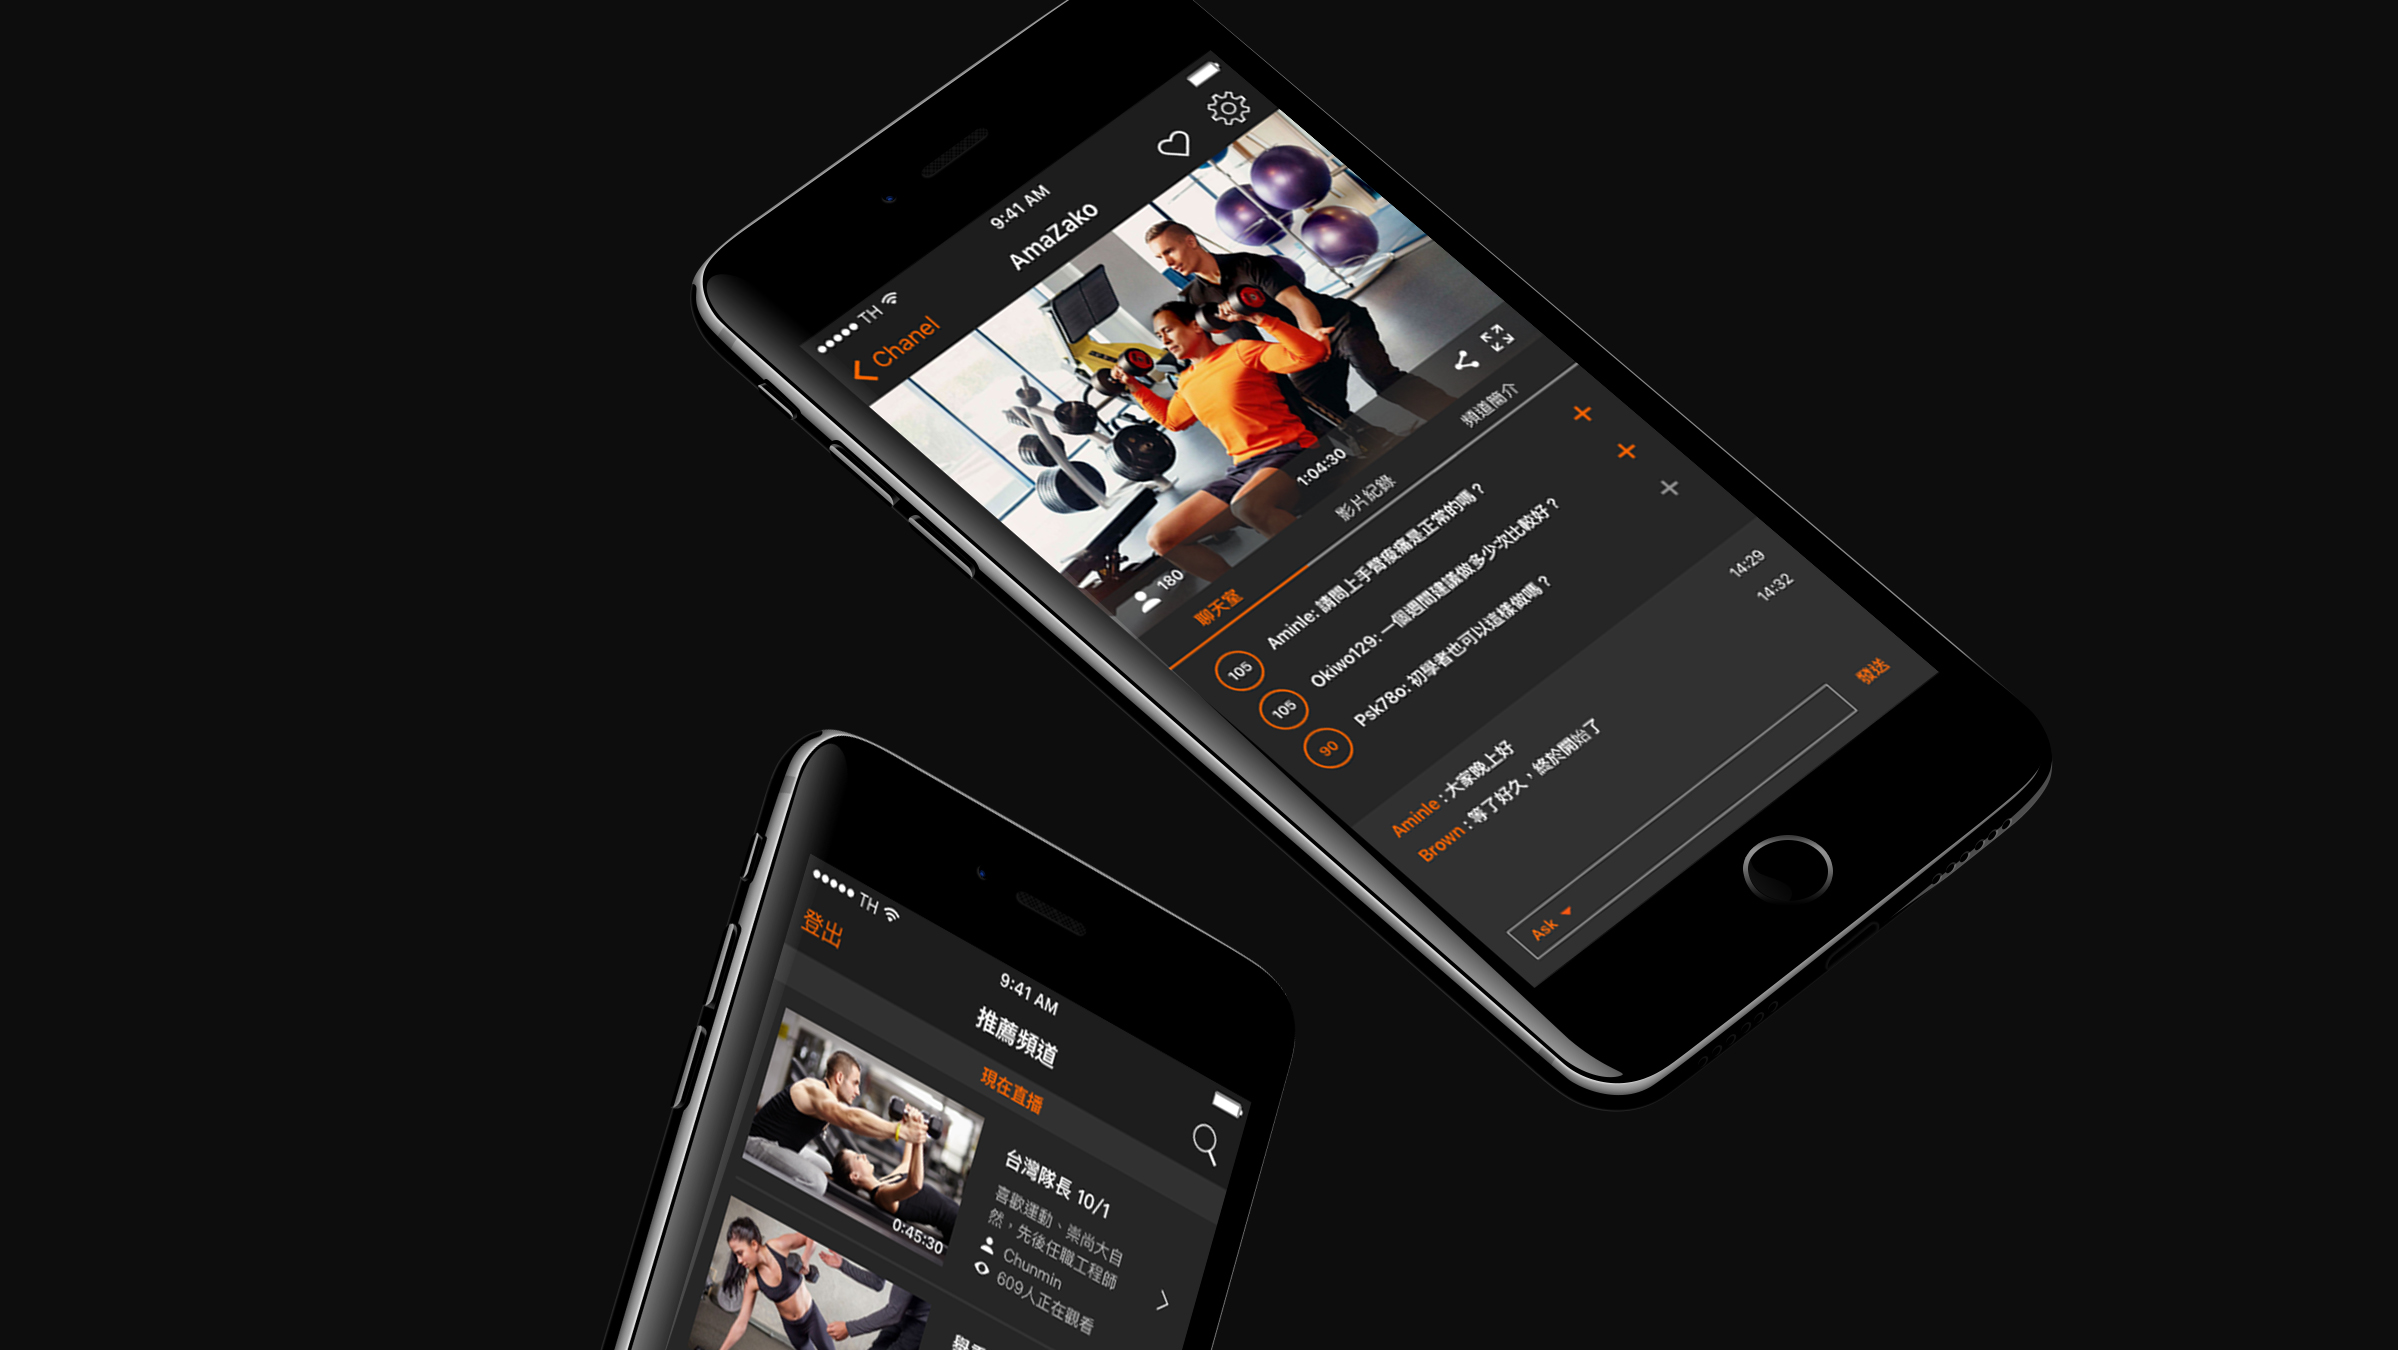 TH
9:41 AM
Chanel
AmaZako
180
1:04:30
聊天室
影片紀錄
頻道簡介
105
Aminle: 請問上手臂痠痛是正常的嗎？
105
Okiwo129: 一個週間建議做多少次比較好？
90
Psk78o: 初學者也可以這樣做嗎？
Aminle : 大家晚上好
14:29
Brown : 等了好久，終於開始了
14:32
Ask
發送
TH
9:41 AM
登出
推薦頻道
現在直播
0:45:30
台灣隊長 10/1
喜歡運動、崇尚大自
然，先後任職工程師
Chunmin
609人正在觀看